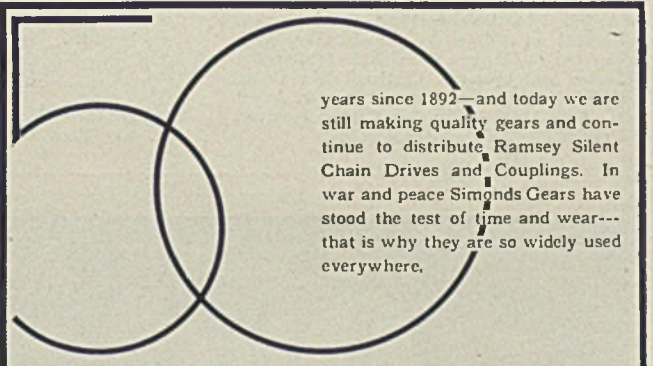 years since 1892—and today we are
still making quality gears and con-
tinue to distribute Ramsey Silent
Chain Drives and Couplings. In
war and peace Simonds Gears have
stood the test of time and wear---
that is why they are so widely used
everywhere.